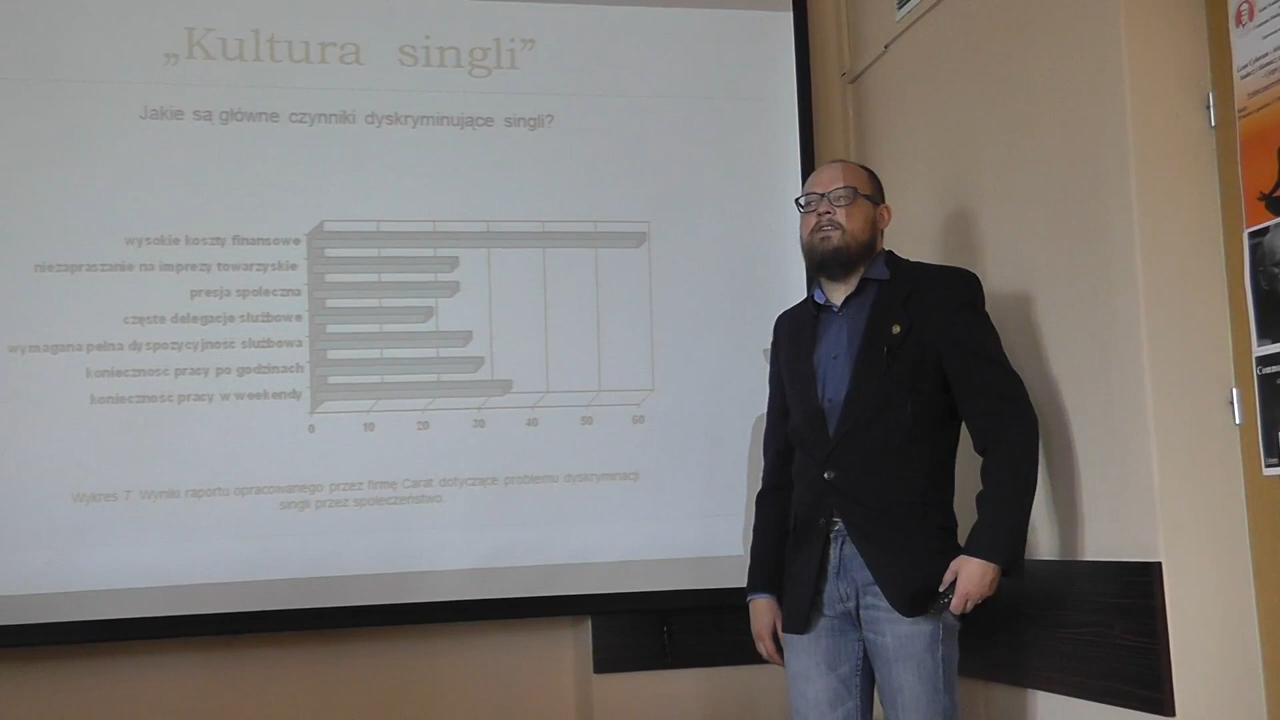 „Kultura singli”
Jakie są główne czynniki dyskryminujące singli?
wysokie koszty finansowe
niezapraszanie na imprezy towarzyskie
presja społeczna
częste delegacje służbowe
wymagana pełna dyspozycyjność służbowa
konieczność pracy po godzinach
konieczność pracy w weekendy
0 10 20 30 40 50 60
Wykres 7 Wyniki raportu opracowanego przez firmę Carat dotyczące problemu dyskryminacji
singli przez społeczeństwo.